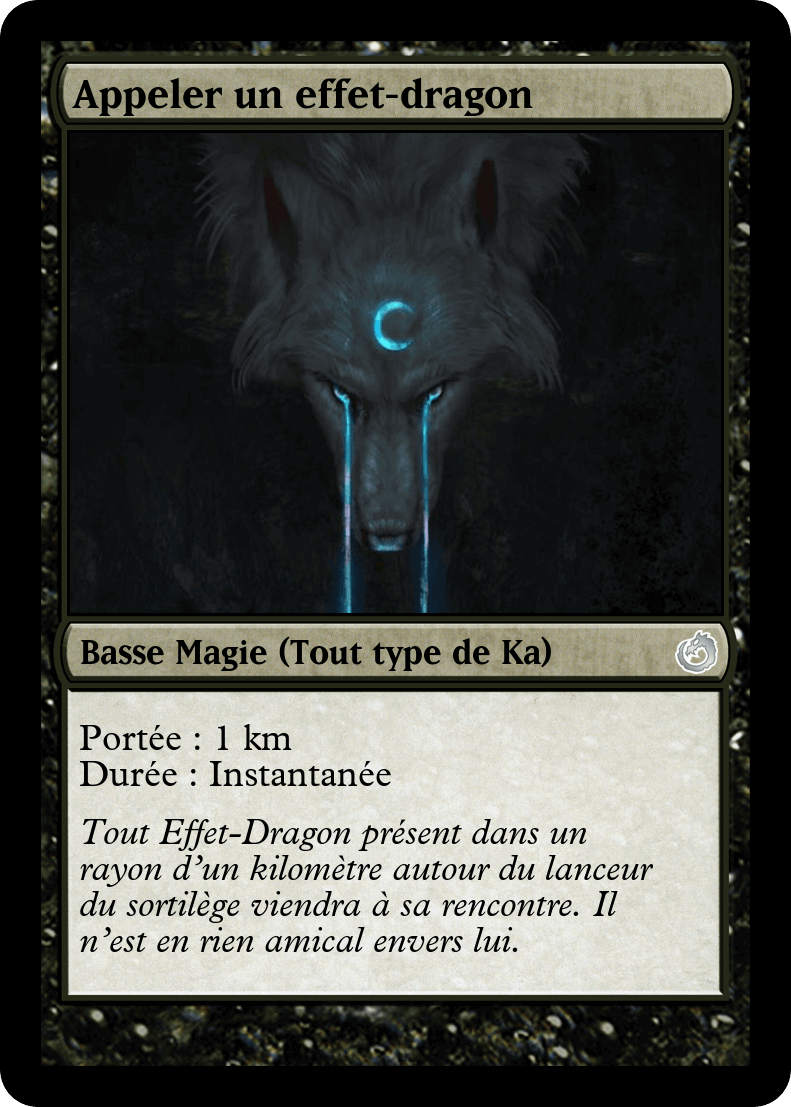 Appeler un effet-dragon
Basse Magie (Tout type de Ka)
Portée : 1 km
Durée : Instantanée
Tout Effet-Dragon présent dans un
rayon d'un kilomètre autour du lanceur
du sortilège viendra à sa rencontre. Il
n'est en rien amical envers lui.